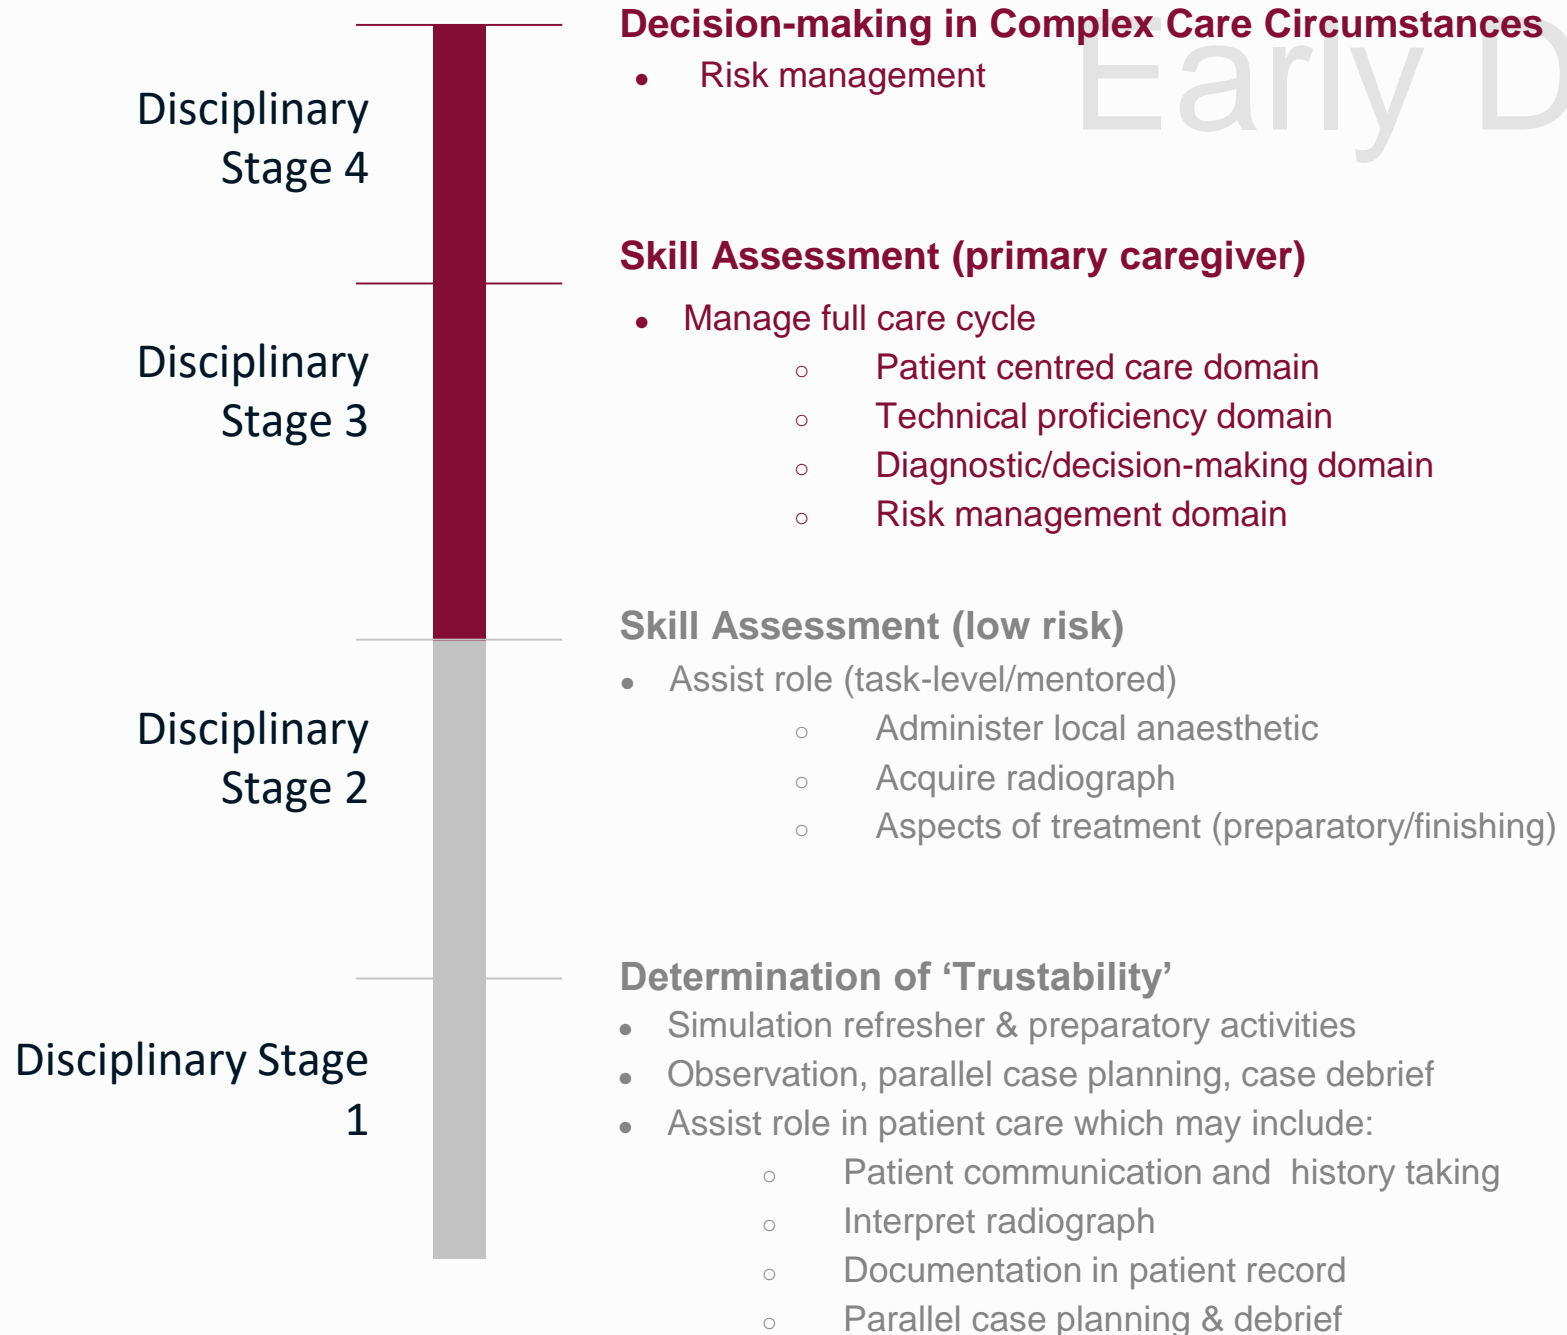 Early D
Decision-making in Complex Care Circumstances
● Risk management
Disciplinary
Stage 4
Skill Assessment (primary caregiver)
● Manage full care cycle
○ Patient centred care domain
○ Technical proficiency domain
○ Diagnostic/decision-making domain
○ Risk management domain
Disciplinary
Stage 3
Skill Assessment (low risk)
● Assist role (task-level/mentored)
○ Administer local anaesthetic
○ Acquire radiograph
○ Aspects of treatment (preparatory/finishing)
Disciplinary
Stage 2
Determination of ‘Trustability’
● Simulation refresher & preparatory activities
● Observation, parallel case planning, case debrief
● Assist role in patient care which may include:
○ Patient communication and  history taking
○ Interpret radiograph
○ Documentation in patient record
○ Parallel case planning & debrief
Disciplinary Stage
1